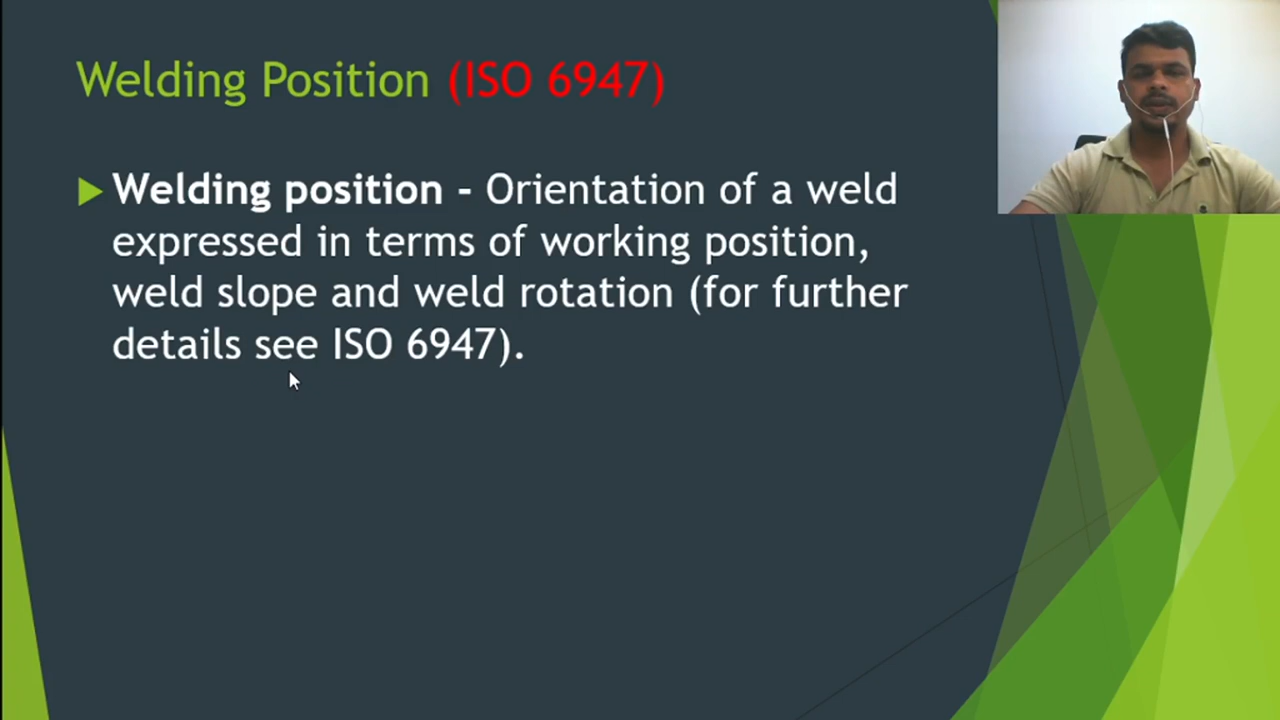 Welding Position (ISO 6947)
Welding position - Orientation of a weld
expressed in terms of working position,
weld slope and weld rotation (for further
details see ISO 6947).